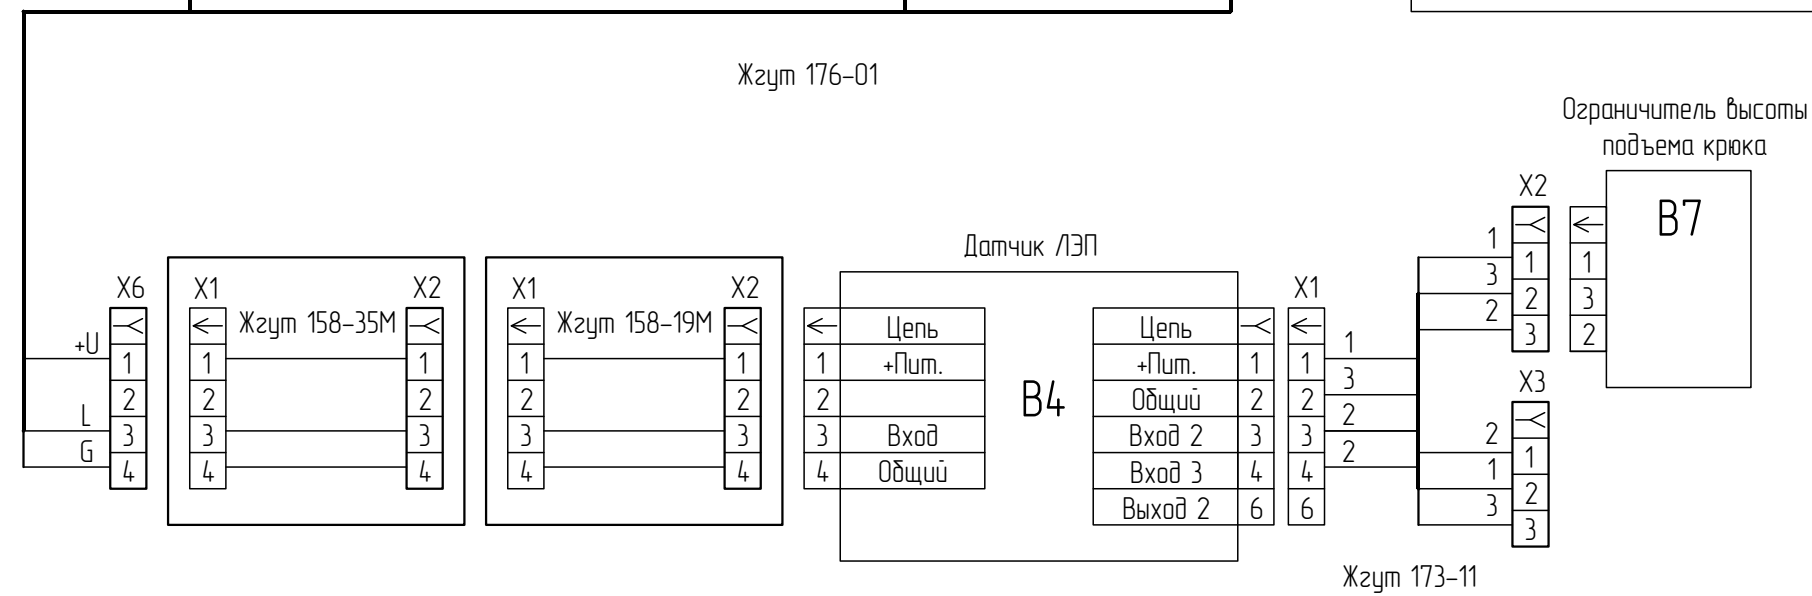 Жгут 176-01
Ограничитель высоты
подъема крюка
X2
B7
1
3
2
1
2
3
1
3
2
Датчик ЛЭП
X6
X1
X2
X1
X2
X1
X3
Жгут 158-35М
Жгут 158-19М
Цепь
Цепь
+U
1
1
1
1
1
1
+Пит.
B4
+Пит.
1
1
1
2
2
2
2
2
2
Общий
2
2
3
L
3
3
3
3
3
3
Вход
Вход 2
3
3
2
G
4
4
4
4
4
4
Общий
Вход 3
4
4
2
Выход 2
6
6
2
1
3
1
2
3
Жгут 173-11